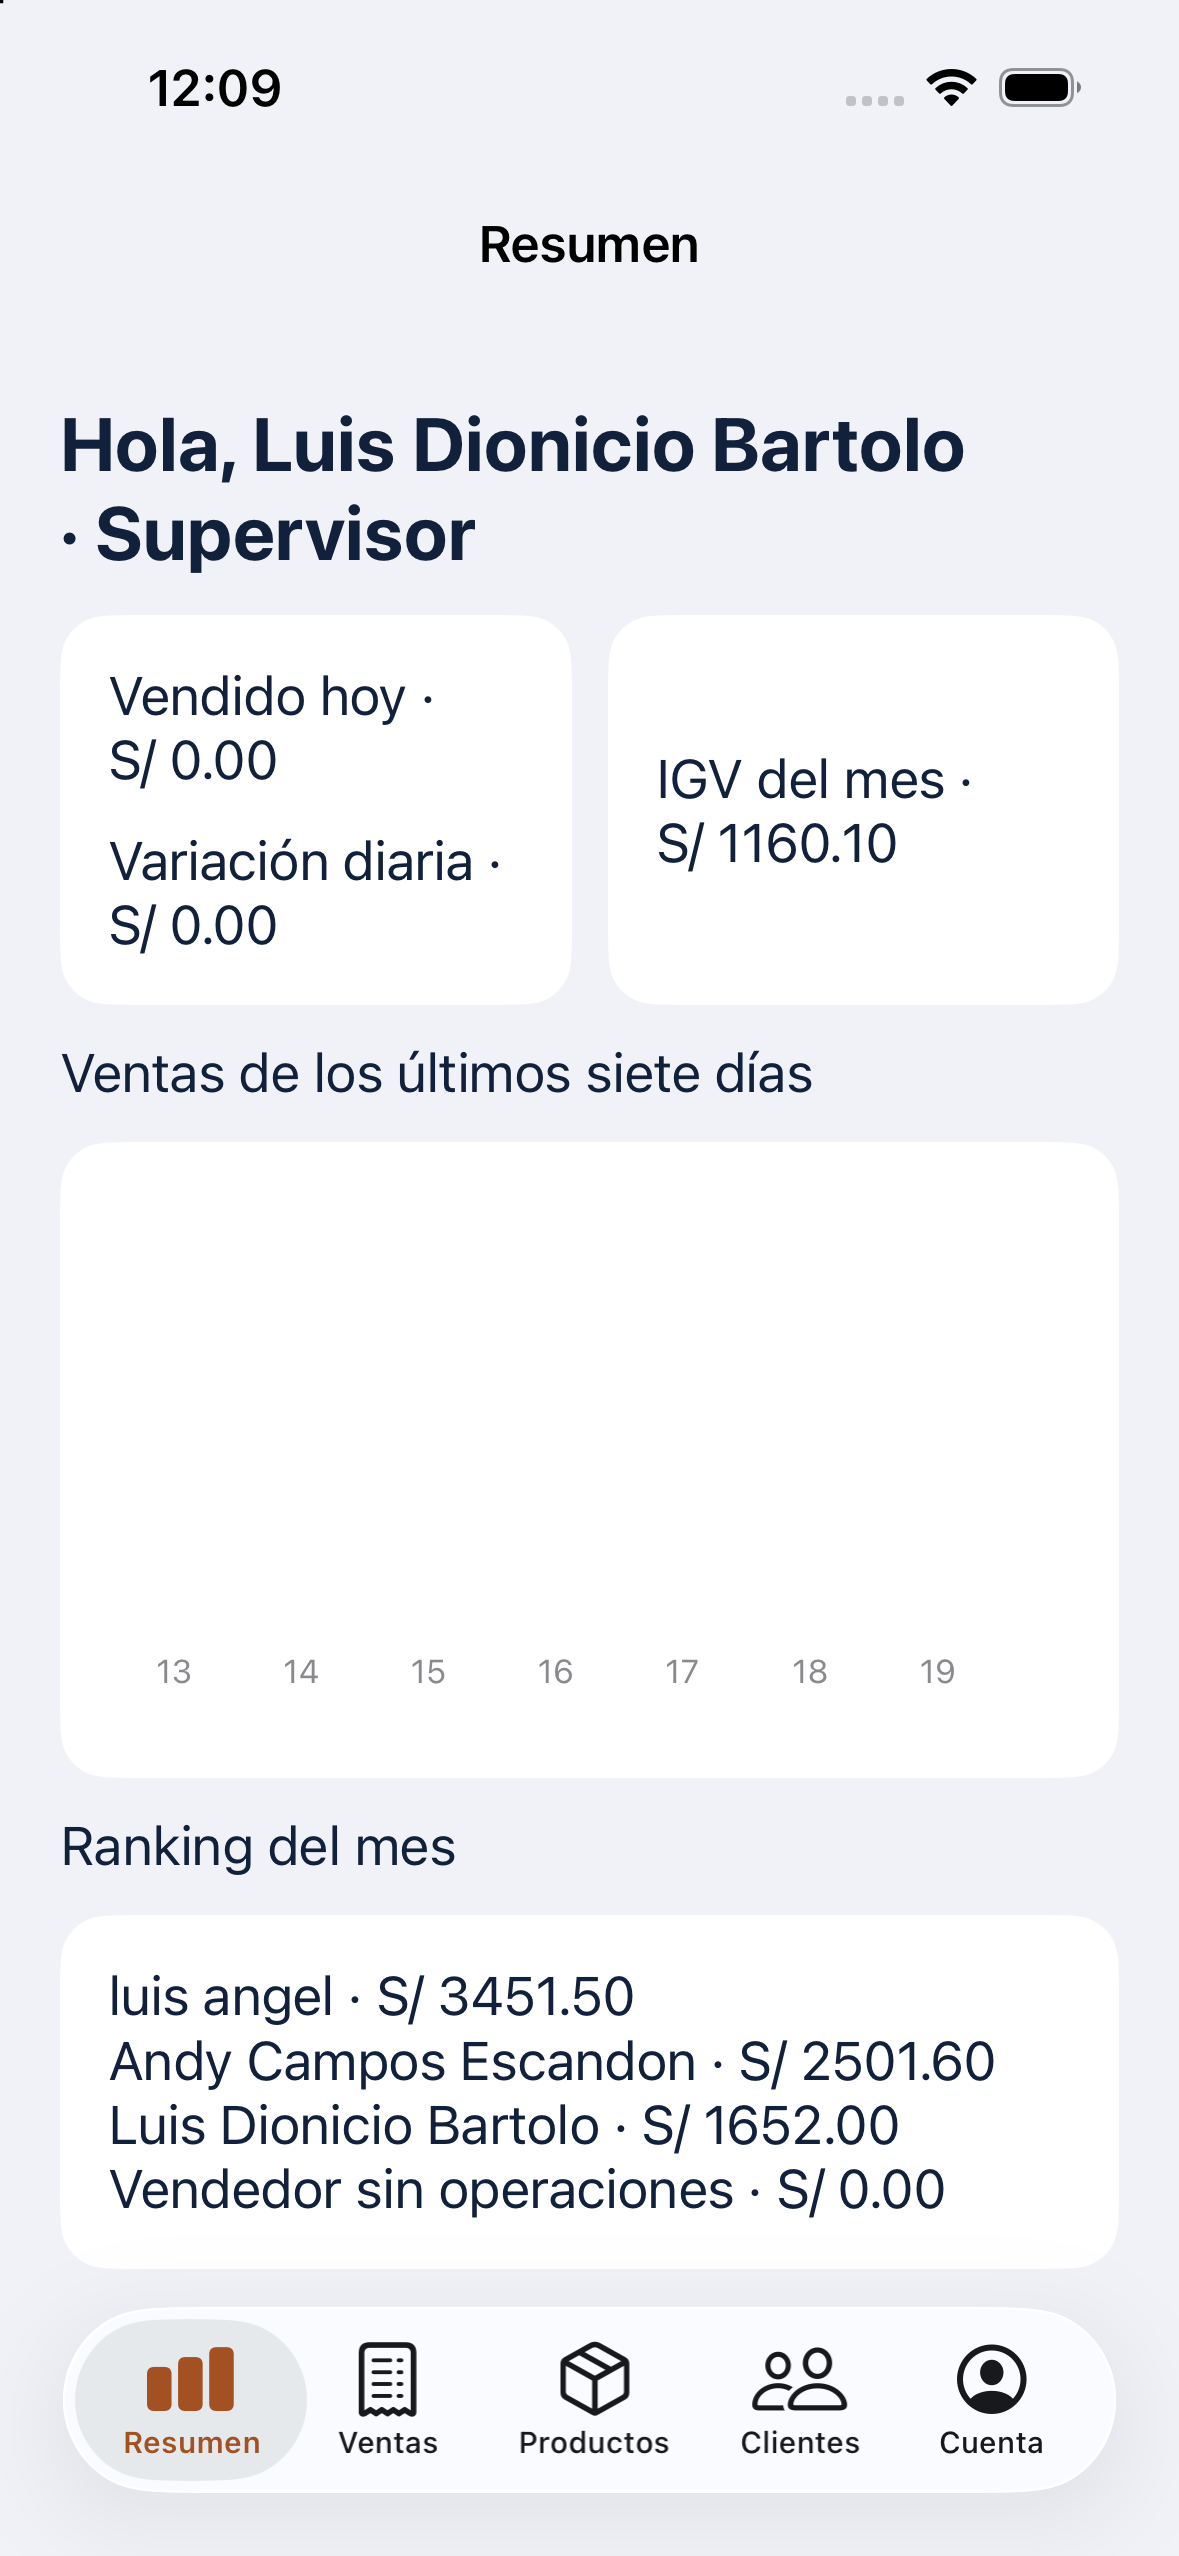 12:09
Resumen
Hola, Luis Dionicio Bartolo
· Supervisor
Vendido hoy ·
S/ 0.00
Variación diaria ·
S/ 0.00
IGV del mes ·
S/ 1160.10
Ventas de los últimos siete días
13 14 15 16 17 18 19
Ranking del mes
luis angel · S/ 3451.50
Andy Campos Escandon · S/ 2501.60
Luis Dionicio Bartolo · S/ 1652.00
Vendedor sin operaciones · S/ 0.00
Resumen Ventas Productos Clientes Cuenta